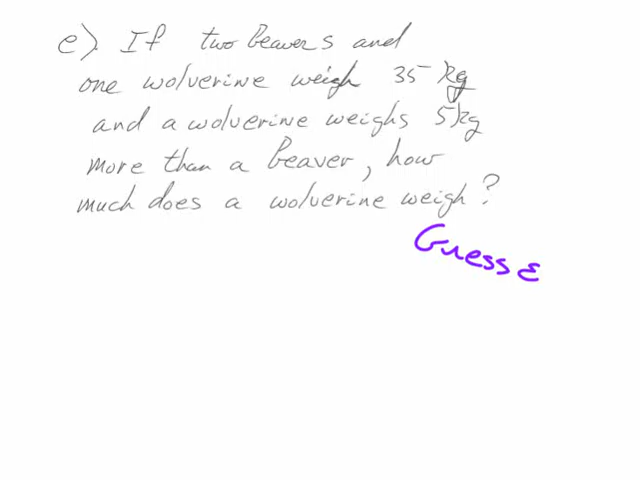 e). If two beavers and
one wolverine weigh 35 kg
and a wolverine weighs 5 kg
more than a beaver, how
much does a wolverine weigh?
Guess &